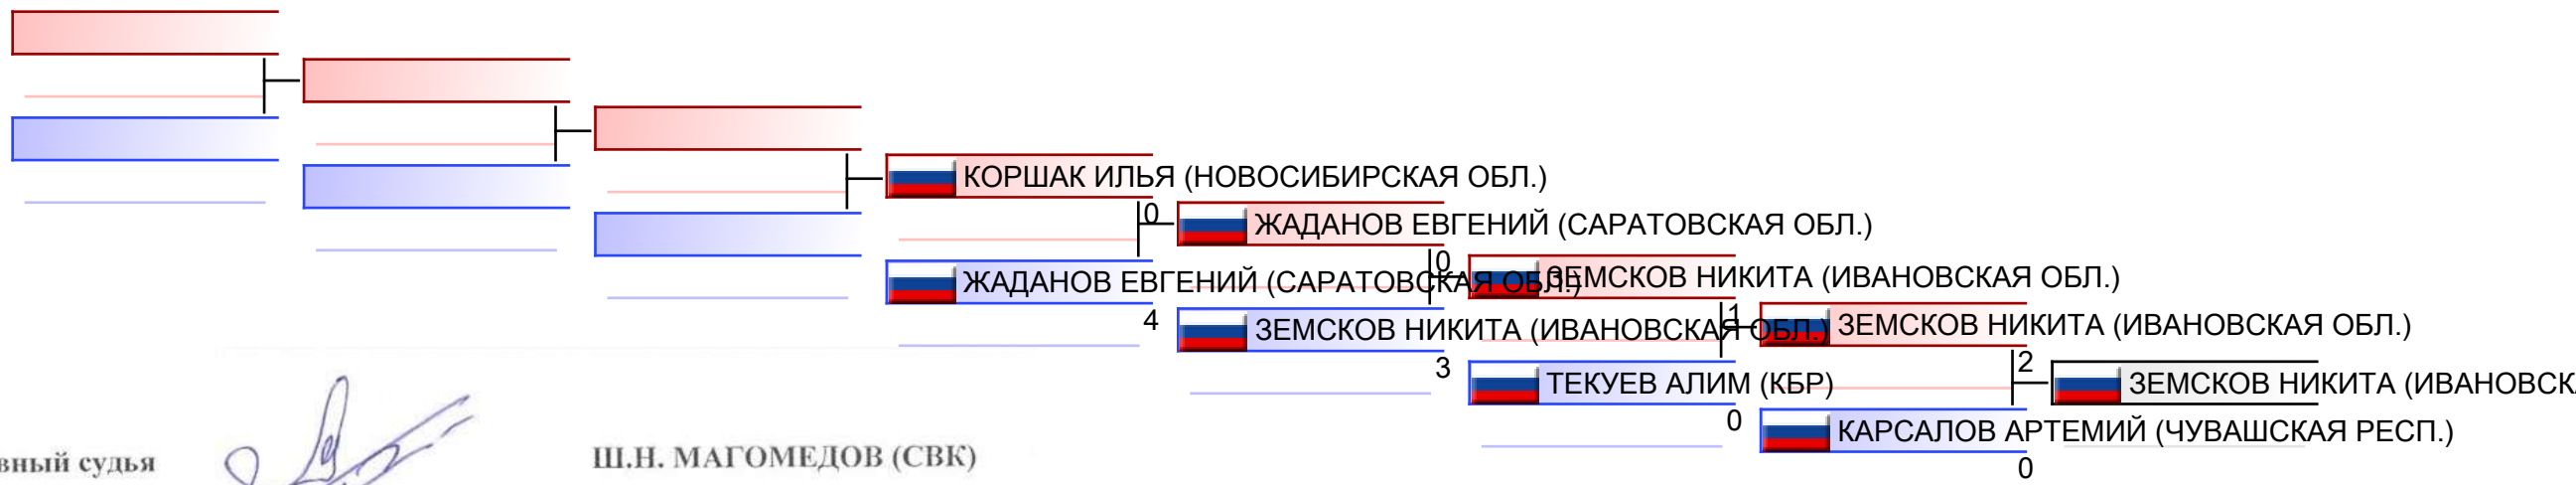 КОРШАК ИЛЬЯ (НОВОСИБИРСКАЯ ОБЛ.)
0
ЖАДАНОВ ЕВГЕНИЙ (САРАТОВСКАЯ ОБЛ.)
4
ЖАДАНОВ ЕВГЕНИЙ (САРАТОВСКАЯ ОБЛ.)
0
ЗЕМСКОВ НИКИТА (ИВАНОВСКАЯ ОБЛ.)
3
ЗЕМСКОВ НИКИТА (ИВАНОВСКАЯ ОБЛ.)
1
ТЕКУЕВ АЛИМ (КБР)
0
ЗЕМСКОВ НИКИТА (ИВАНОВСКАЯ ОБЛ.)
2
КАРСАЛОВ АРТЕМИЙ (ЧУВАШСКАЯ РЕСП.)
0
ЗЕМСКОВ НИКИТА (ИВАНОВСК
вный судья
Ш.Н. МАГОМЕДОВ (СВК)